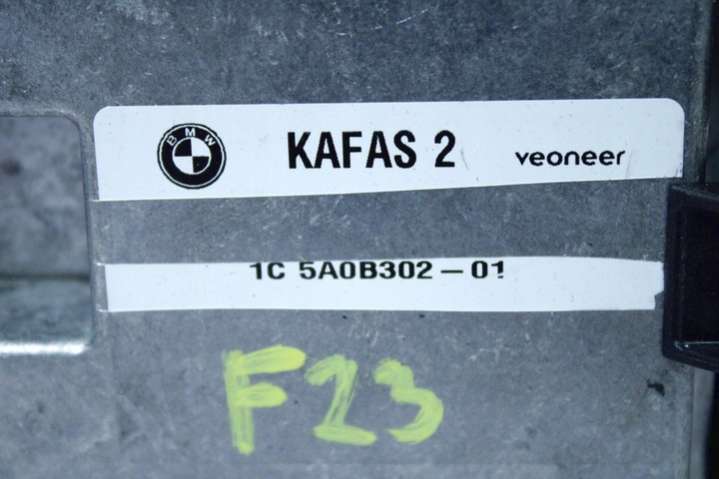 BMW
KAFAS 2 veoneer
1C 5A0B302-01
F23